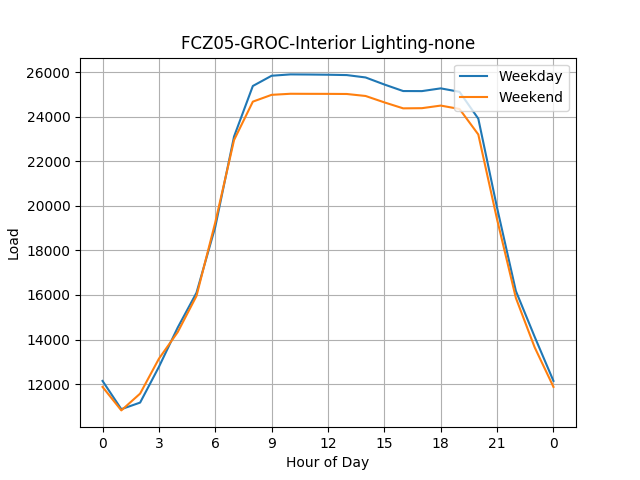 FCZ05-GROC-Interior Lighting-none
Weekday
Weekend
Load
26000
24000
22000
20000
18000
16000
14000
12000
0 3 6 9 12 15 18 21 0
Hour of Day